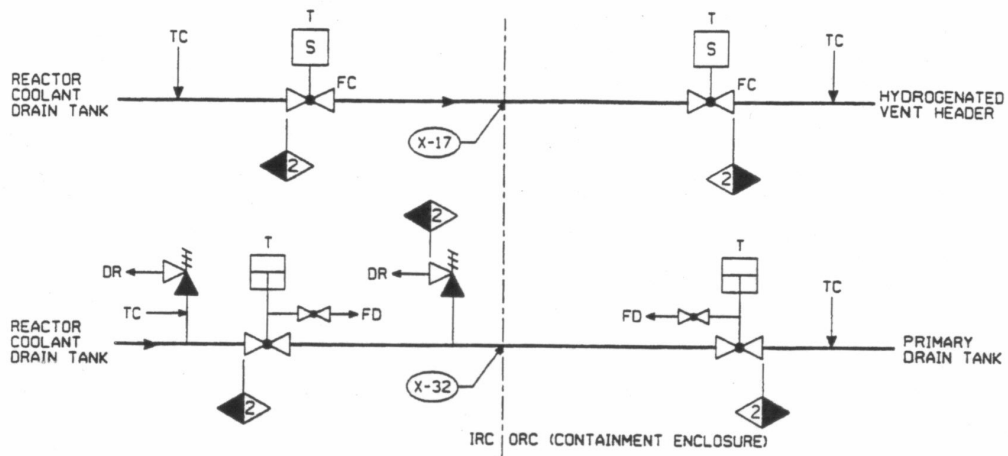 T
T
TC
S
S
TC
FC
FC
REACTOR
COOLANT
DRAIN TANK
HYDROGENATED
VENT HEADER
X-17
2
2
2
T
T
DR
DR
TC
FD
FD
TC
REACTOR
COOLANT
DRAIN TANK
PRIMARY
DRAIN TANK
X-32
2
2
IRC ORC (CONTAINMENT ENCLOSURE)